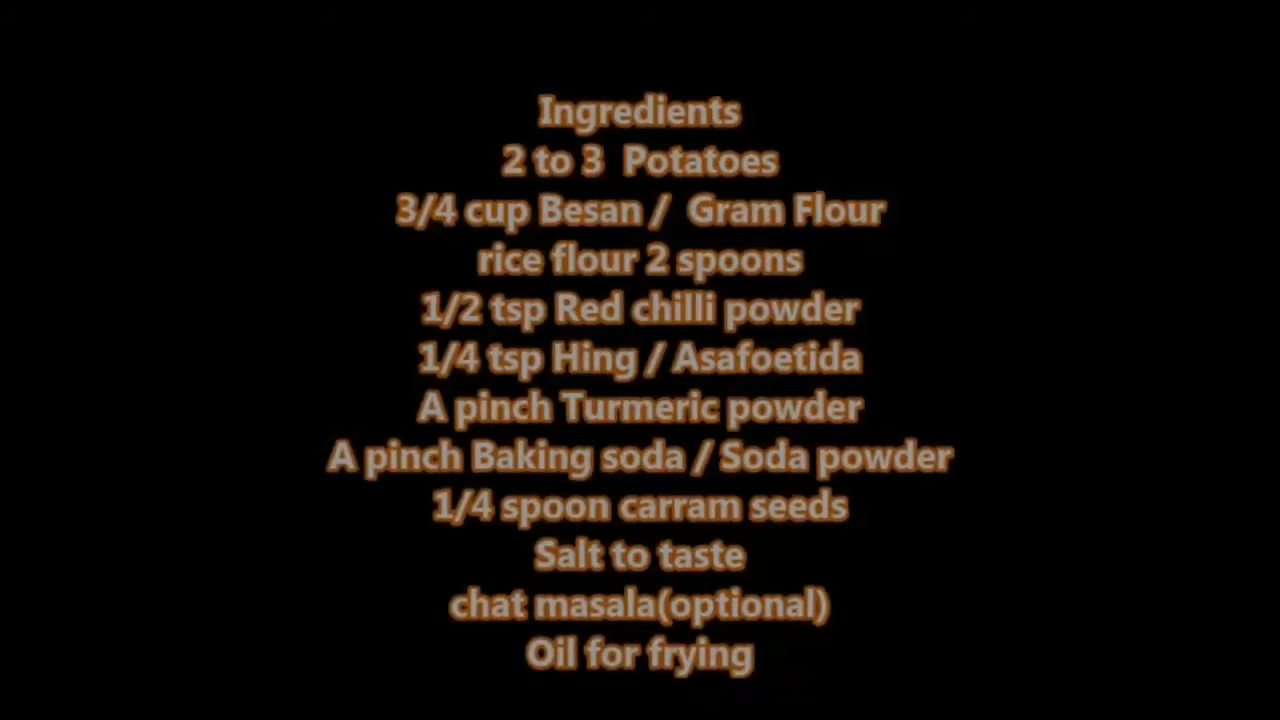 Ingredients
2 to 3 Potatoes
3/4 cup Besan / Gram Flour
rice flour 2 spoons
1/2 tsp Red chilli powder
1/4 tsp Hing / Asafoetida
A pinch Turmeric powder
A pinch Baking soda / Soda powder
1/4 spoon carram seeds
Salt to taste
chat masala(optional)
Oil for frying